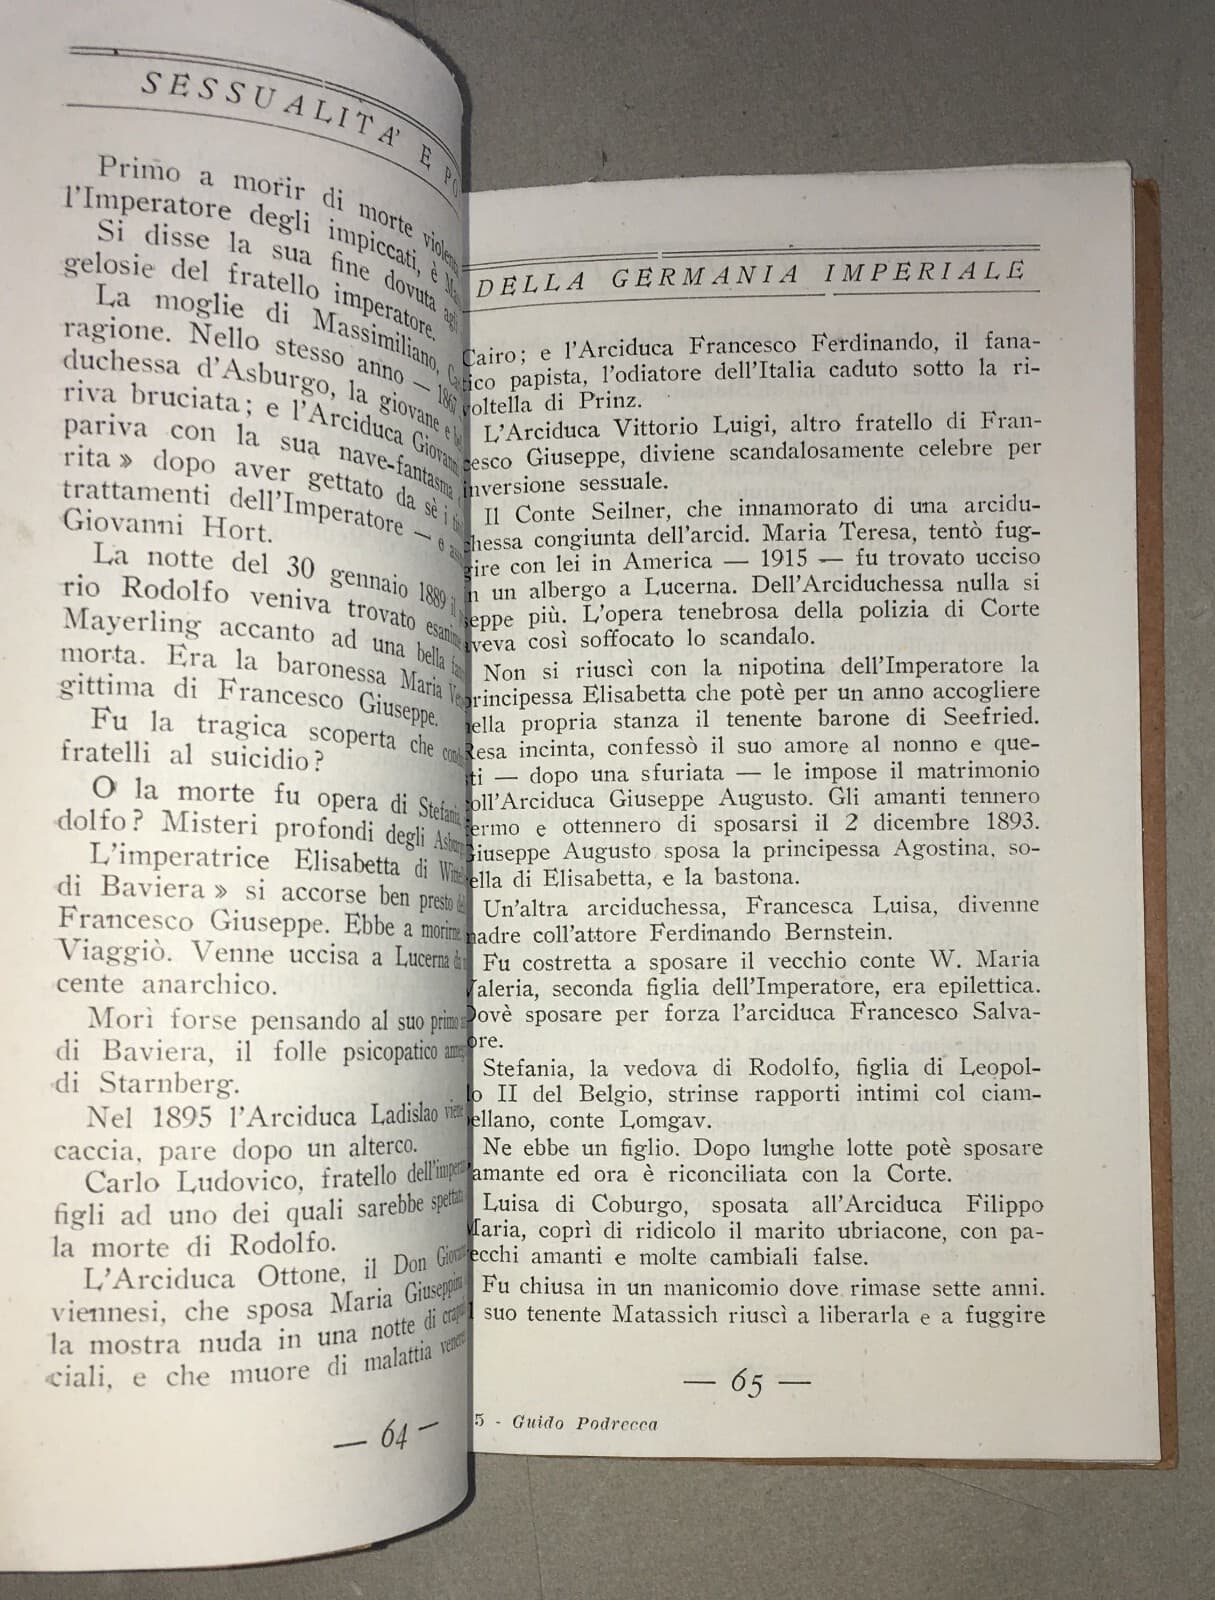 SESSUALITA' E
Primo a morir di morte
l'Imperatore degli impiccati, è
Si disse la sua fine dovuta
gelosie del fratello imperatore.
La moglie di Massimiliano,
ragione. Nello stesso anno — 1867
duchessa d'Asburgo, la giovane e
riva bruciata; e l'Arciduca
pariva con la sua nave-fantasma
rita» dopo aver gettato da sè i
trattamenti dell'Imperatore — e
Giovanni Hort.
La notte del 30 gennaio 1889 il
rio Rodolfo veniva trovato esanime
Mayerling accanto ad una bella
morta. Era la baronessa Maria
gittima di Francesco Giuseppe.
Fu la tragica scoperta che
fratelli al suicidio?
O la morte fu opera di Stefania
dolfo? Misteri profondi degli
L'imperatrice Elisabetta di
di Baviera» si accorse ben presto
Francesco Giuseppe. Ebbe a morirne.
Viaggiò. Venne uccisa a Lucerna
cente anarchico.
Morì forse pensando al suo primo
di Baviera, il folle psicopatico
di Starnberg.
Nel 1895 l'Arciduca Ladislao viene
caccia, pare dopo un alterco.
Carlo Ludovico, fratello
figli ad uno dei quali sarebbe
la morte di Rodolfo.
L'Arciduca Ottone, il Don
viennesi, che sposa Maria Giuseppina
la mostra nuda in una notte di
ciali, e che muore di malattia
— 64 —
DELLA GERMANIA IMPERIALE
Cairo; e l'Arciduca Francesco Ferdinando, il fana-
tico papista, l'odiatore dell'Italia caduto sotto la ri-
voltella di Prinz.
L'Arciduca Vittorio Luigi, altro fratello di Fran-
cesco Giuseppe, diviene scandalosamente celebre per
inversione sessuale.
Il Conte Seilner, che innamorato di una arcidu-
chessa congiunta dell'arcid. Maria Teresa, tentò fug-
gire con lei in America — 1915 — fu trovato ucciso
in un albergo a Lucerna. Dell'Arciduchessa nulla si
seppe più. L'opera tenebrosa della polizia di Corte
aveva così soffocato lo scandalo.
Non si riuscì con la nipotina dell'Imperatore la
principessa Elisabetta che potè per un anno accogliere
nella propria stanza il tenente barone di Seefried.
Resa incinta, confessò il suo amore al nonno e que-
sti — dopo una sfuriata — le impose il matrimonio
coll'Arciduca Giuseppe Augusto. Gli amanti tennero
fermo e ottennero di sposarsi il 2 dicembre 1893.
Giuseppe Augusto sposa la principessa Agostina, so-
rella di Elisabetta, e la bastona.
Un'altra arciduchessa, Francesca Luisa, divenne
madre coll'attore Ferdinando Bernstein.
Fu costretta a sposare il vecchio conte W. Maria
Valeria, seconda figlia dell'Imperatore, era epilettica.
Dovè sposare per forza l'arciduca Francesco Salva-
tore.
Stefania, la vedova di Rodolfo, figlia di Leopol-
do II del Belgio, strinse rapporti intimi col ciam-
bellano, conte Lomgav.
Ne ebbe un figlio. Dopo lunghe lotte potè sposare
l'amante ed ora è riconciliata con la Corte.
Luisa di Coburgo, sposata all'Arciduca Filippo
Maria, coprì di ridicolo il marito ubriacone, con pa-
recchi amanti e molte cambiali false.
Fu chiusa in un manicomio dove rimase sette anni.
Il suo tenente Matassich riuscì a liberarla e a fuggire
— 65 —
5 - Guido Podrecca